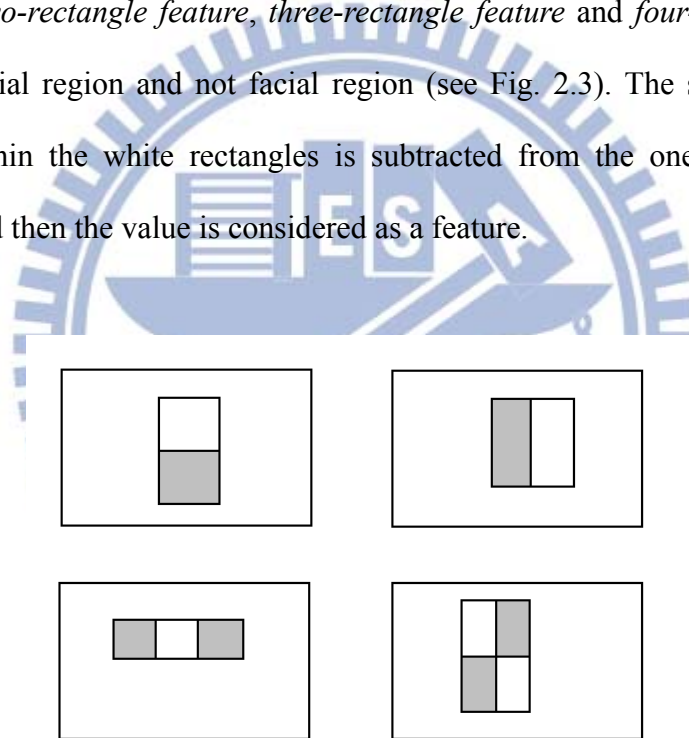 o-rectangle feature, three-rectangle feature and four-
ial region and not facial region (see Fig. 2.3). The s
hin the white rectangles is subtracted from the one
l then the value is considered as a feature.
E S A